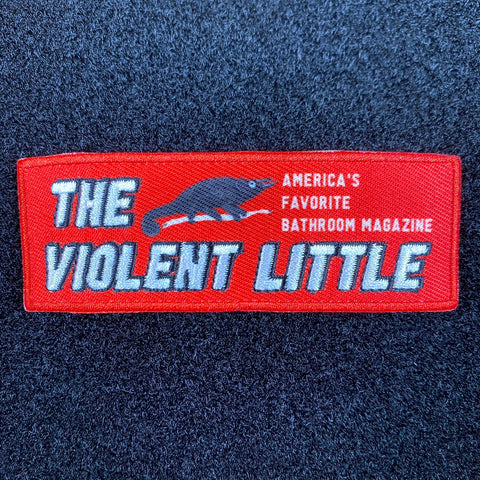 THE
AMERICA'S
FAVORITE
BATHROOM MAGAZINE
VIOLENT LITTLE